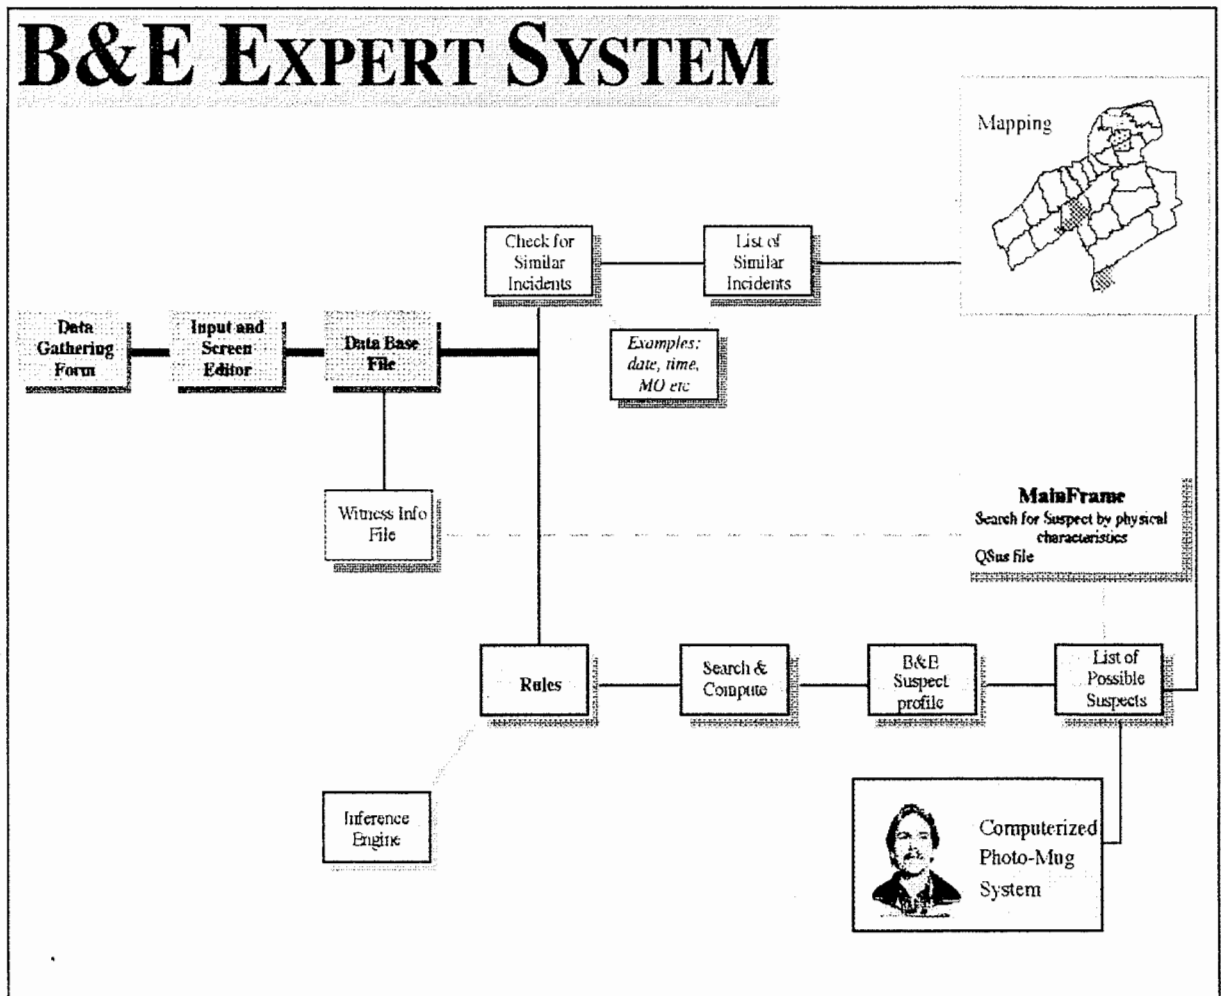 B&E EXPERT SYSTEM
Mapping
Check for
Similar
Incidents
List of
Similar
Incidents
Data
Gathering
Form
Input and
Screen
Editor
Data Base
File
Examples:
date, time,
MO etc
Witness Info
File
MainFrame
Search for Suspect by physical
characteristics
QSus file
Rules
Search &
Compute
B&E
Suspect
profile
List of
Possible
Suspects
Inference
Engine
Computerized
Photo-Mug
System